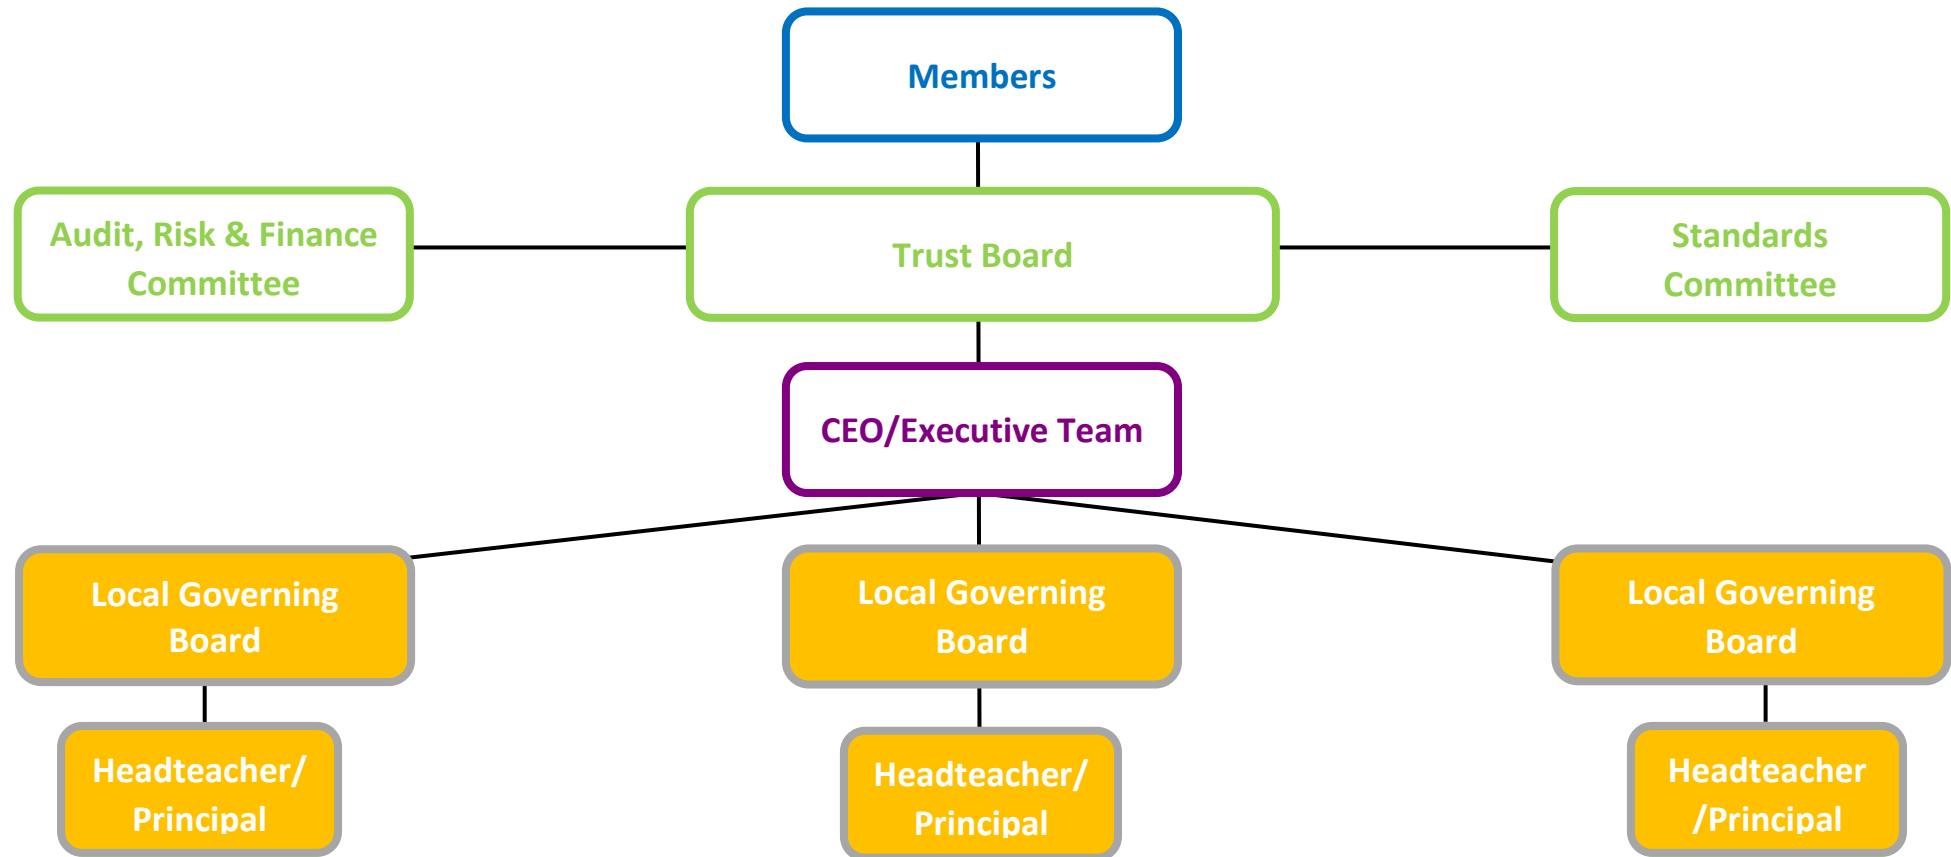 Members
Audit, Risk & Finance
Committee
Trust Board
Standards
Committee
CEO/Executive Team
Local Governing
Board
Local Governing
Board
Local Governing
Board
Headteacher/
Principal
Headteacher/
Principal
Headteacher
/Principal